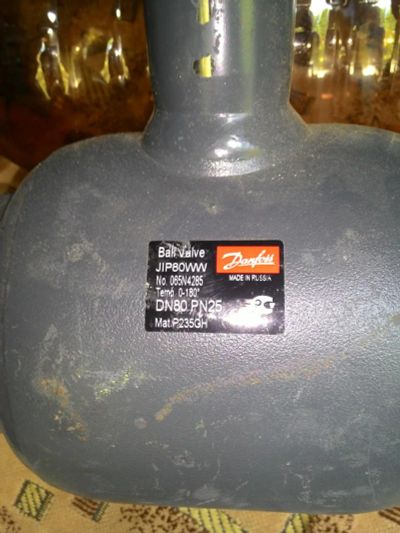 Ball Valve
Danfoss
MADE IN RUSSIA
JIP80WW
No. 065N4285
Temp. 0-180°
DN80 PN25
Mat.P235GH